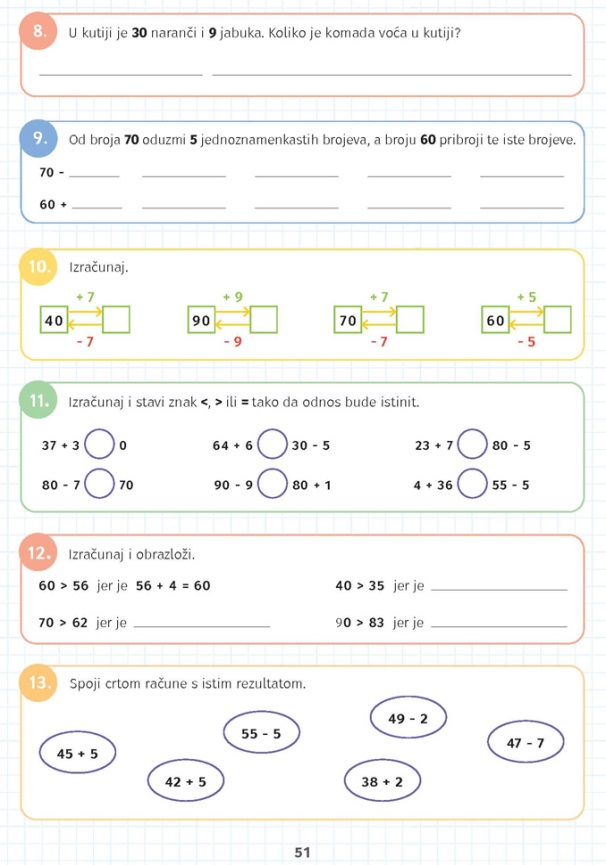 8. U kutiji je 30 naranči i 9 jabuka. Koliko je komada voća u kutiji?
9. Od broja 70 oduzmi 5 jednoznamenkastih brojeva, a broju 60 pribroji te iste brojeve.
70 -
60 +
10. Izračunaj.
+ 7 + 9 + 7 + 5
40 90 70 60
- 7 - 9 - 7 - 5
11. Izračunaj i stavi znak <, > ili = tako da odnos bude istinit.
37 + 3 0 64 + 6 30 - 5 23 + 7 80 - 5
80 - 7 70 90 - 9 80 + 1 4 + 36 55 - 5
12. Izračunaj i obrazloži.
60 > 56 jer je 56 + 4 = 60 40 > 35 jer je
70 > 62 jer je 90 > 83 jer je
13. Spoji crtom račune s istim rezultatom.
49 - 2
55 - 5
47 - 7
45 + 5
42 + 5 38 + 2
51